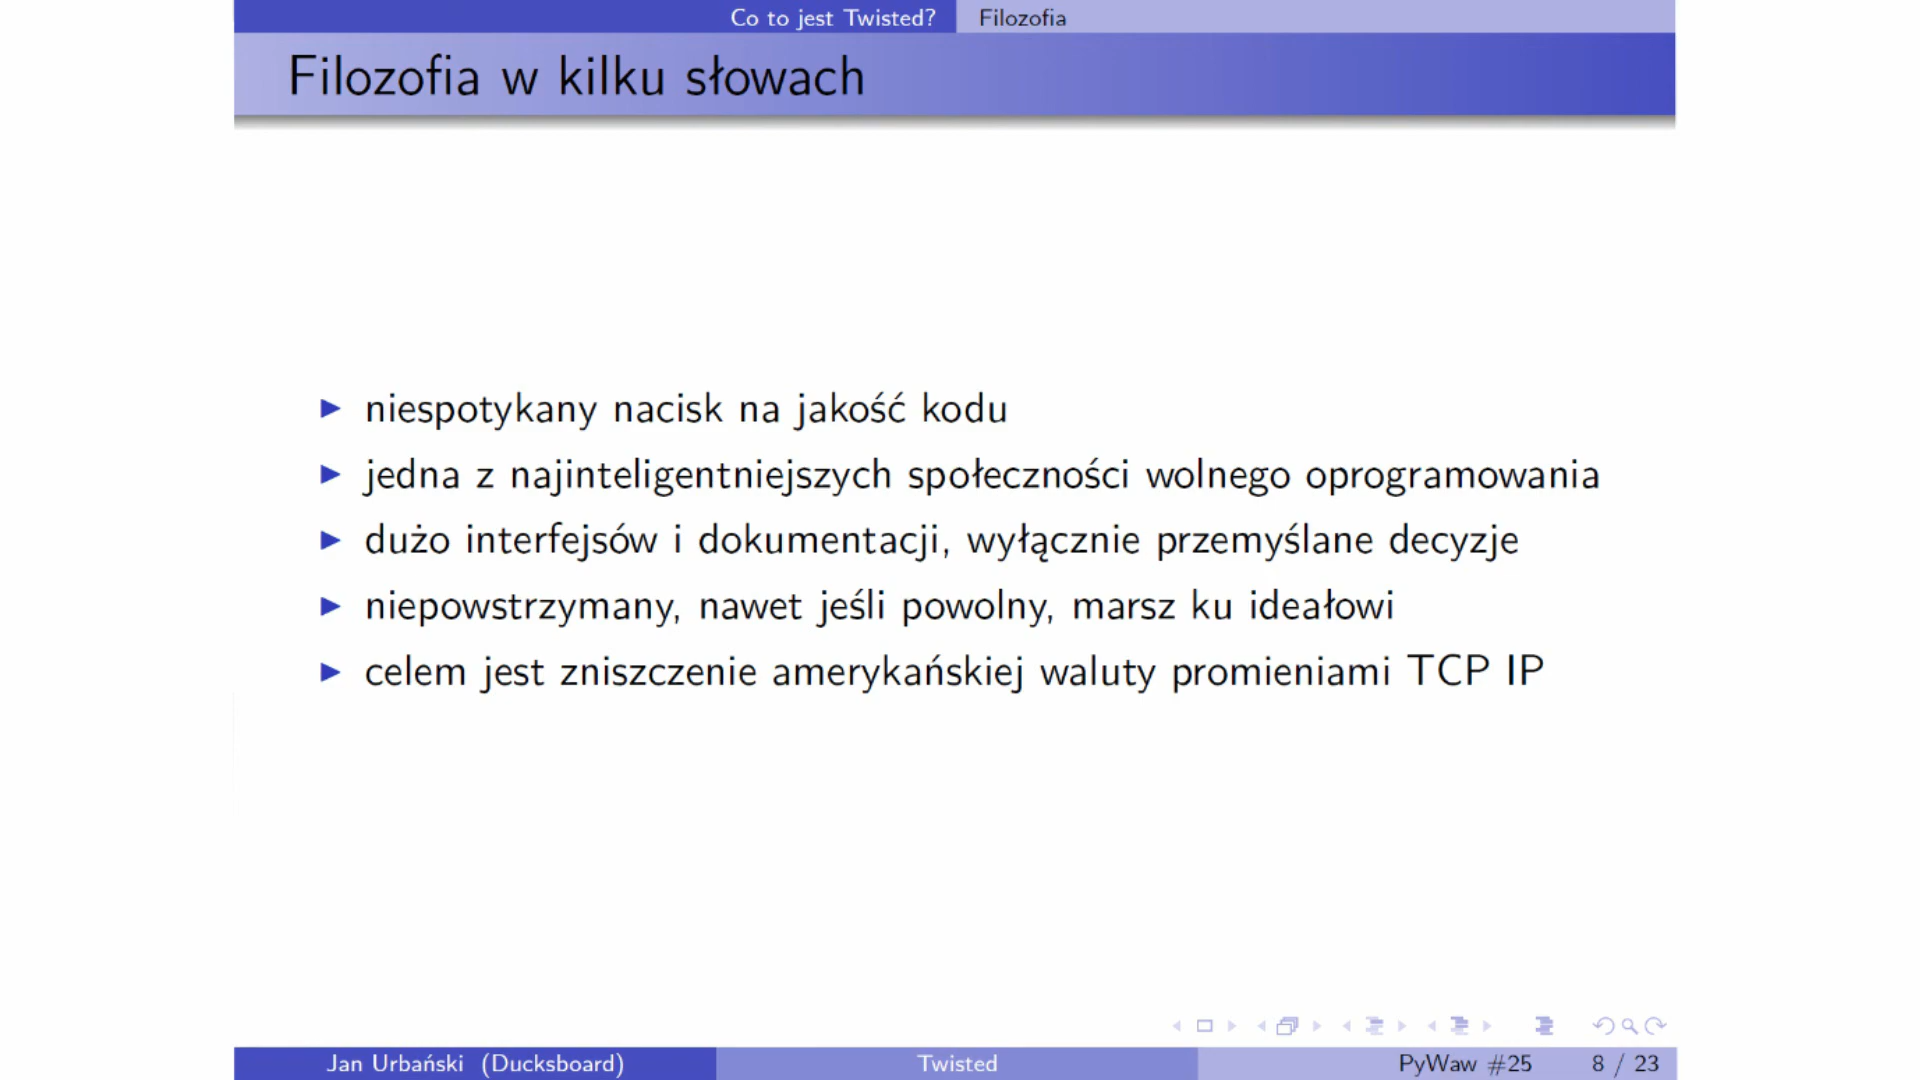 Co to jest Twisted? Filozofia
Filozofia w kilku słowach
niespotykany nacisk na jakość kodu
jedna z najinteligentniejszych społeczności wolnego oprogramowania
dużo interfejsów i dokumentacji, wyłącznie przemyślane decyzje
niepowstrzymany, nawet jeśli powolny, marsz ku ideałowi
celem jest zniszczenie amerykańskiej waluty promieniami TCP IP
Jan Urbański (Ducksboard) Twisted PyWaw #25 8 / 23